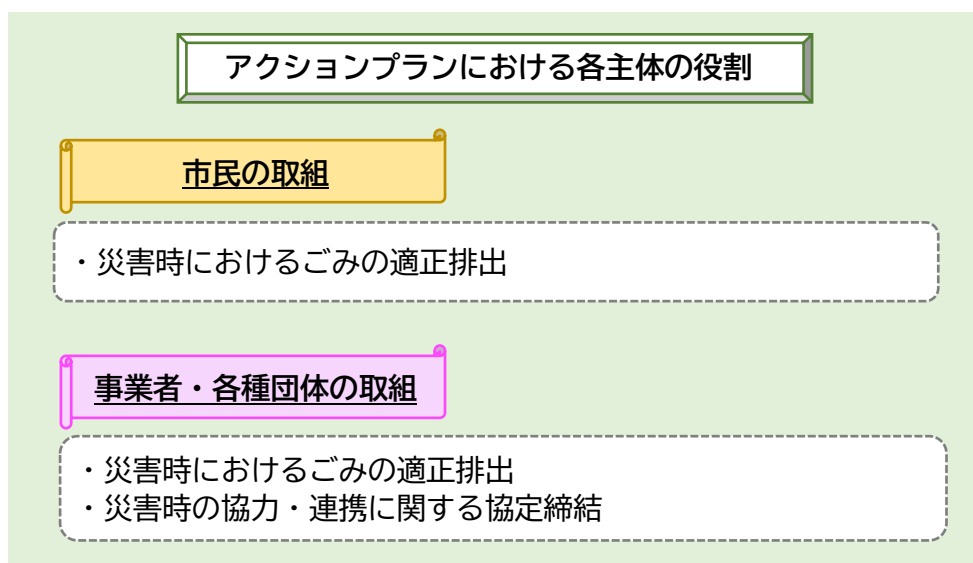 アクションプランにおける各主体の役割
市民の取組
・災害時におけるごみの適正排出
事業者・各種団体の取組
・災害時におけるごみの適正排出
・災害時の協力・連携に関する協定締結